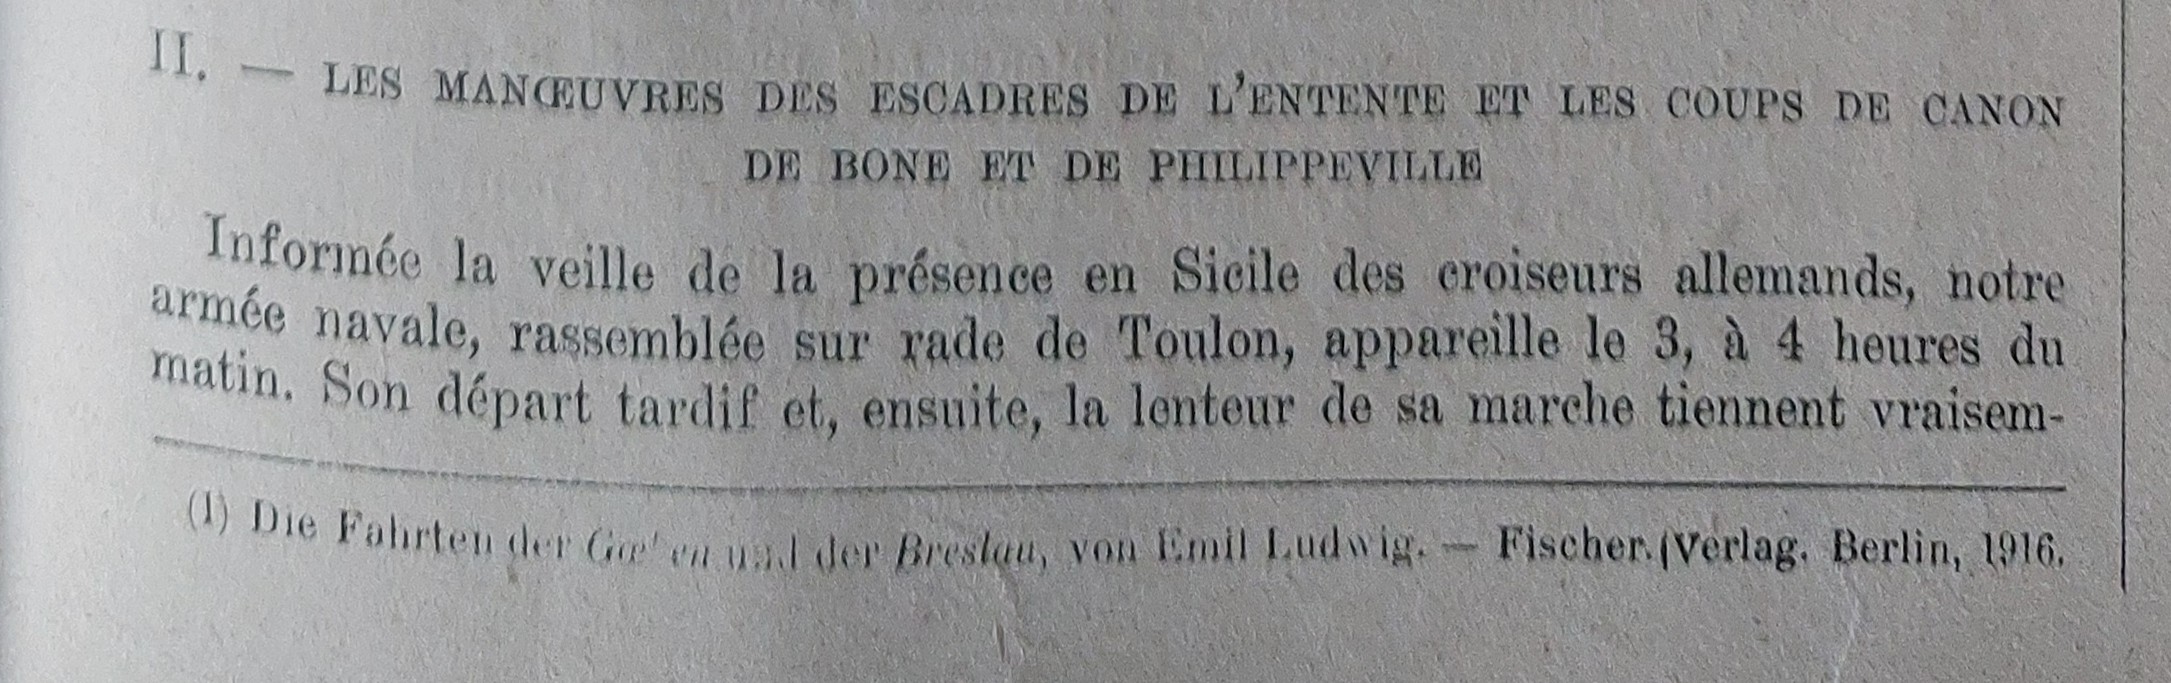 II. — LES MANŒUVRES DES ESCADRES DE L'ENTENTE ET LES COUPS DE CANON
DE BONE ET DE PHILIPPEVILLE
Informée la veille de la présence en Sicile des croiseurs allemands, notre
armée navale, rassemblée sur rade de Toulon, appareille le 3, à 4 heures du
matin. Son départ tardif et, ensuite, la lenteur de sa marche tiennent vraisem-
(1) Die Fahrten der Gœben und der Breslau, von Emil Ludwig. — Fischer. Verlag. Berlin, 1916.